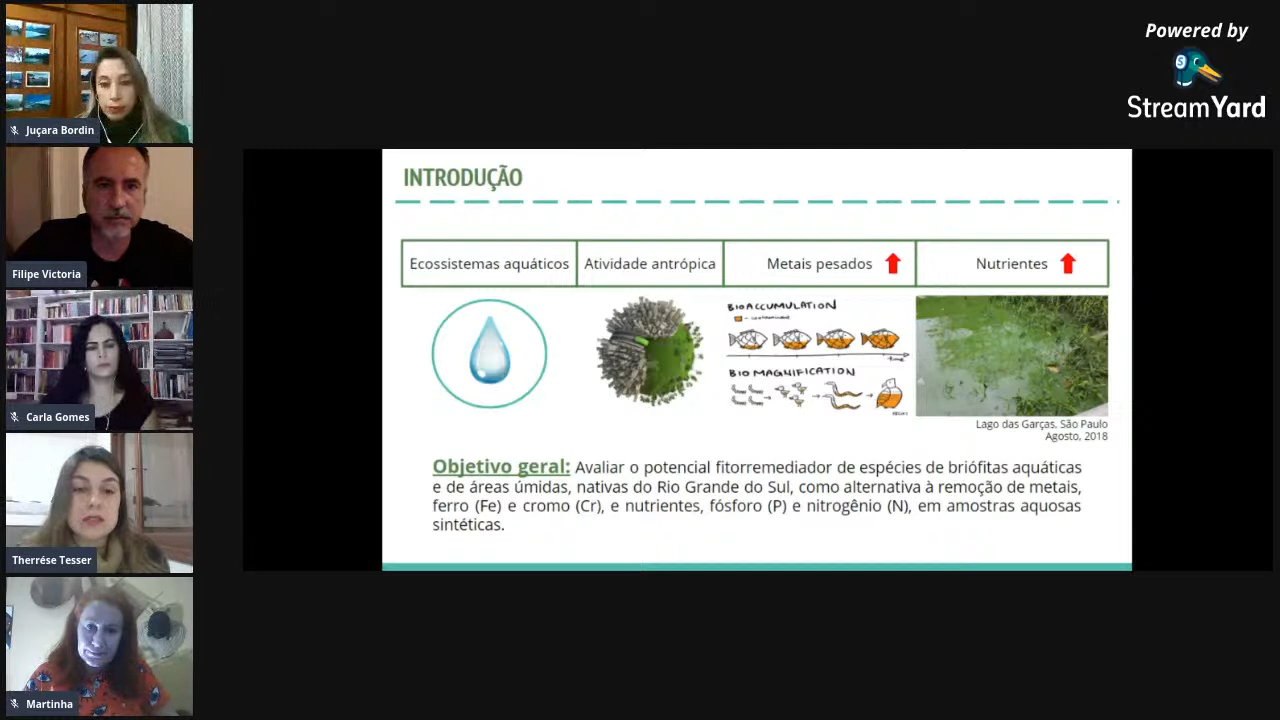 Juçara Bordin
Filipe Victoria
Carla Gomes
Therrése Tesser
Martinha
Powered by
StreamYard
INTRODUÇÃO
Ecossistemas aquáticos
Atividade antrópica
Metais pesados
Nutrientes
BIOACCUMULATION
BIOMAGNIFICATION
time
Lago das Garças, São Paulo
Agosto, 2018
Objetivo geral: Avaliar o potencial fitorremediador de espécies de briófitas aquáticas
e de áreas úmidas, nativas do Rio Grande do Sul, como alternativa à remoção de metais,
ferro (Fe) e cromo (Cr), e nutrientes, fósforo (P) e nitrogênio (N), em amostras aquosas
sintéticas.